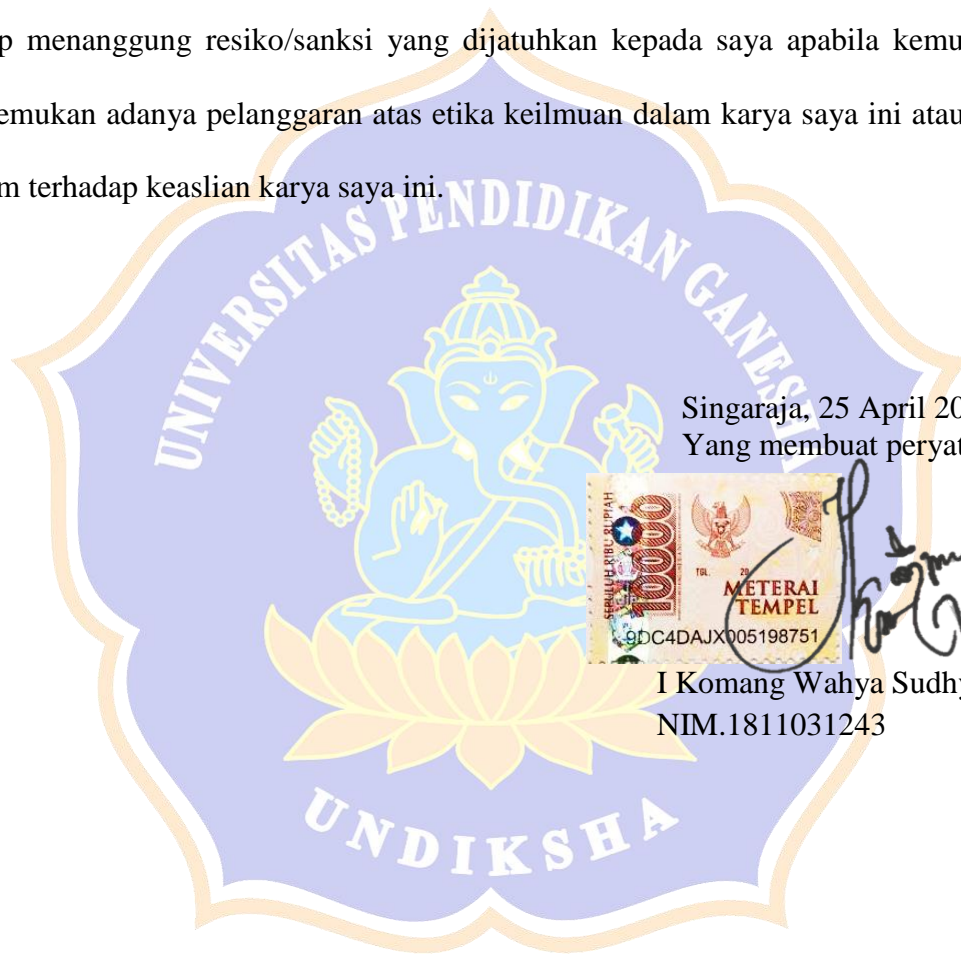 p menanggung resiko/sanksi yang dijatuhkan kepada saya apabila kemu
emukan adanya pelanggaran atas etika keilmuan dalam karya saya ini atau
m terhadap keaslian karya saya ini.
UNIVERSITAS PENDIDIKAN GANESHA
Singaraja, 25 April 20
Yang membuat peryat
SEPULUH RIBU RUPIAH
10000
TGL. 20
METERAI
TEMPEL
9DC4DAJX005198751
I Komang Wahya Sudhy
NIM.1811031243
UNDIKSHA